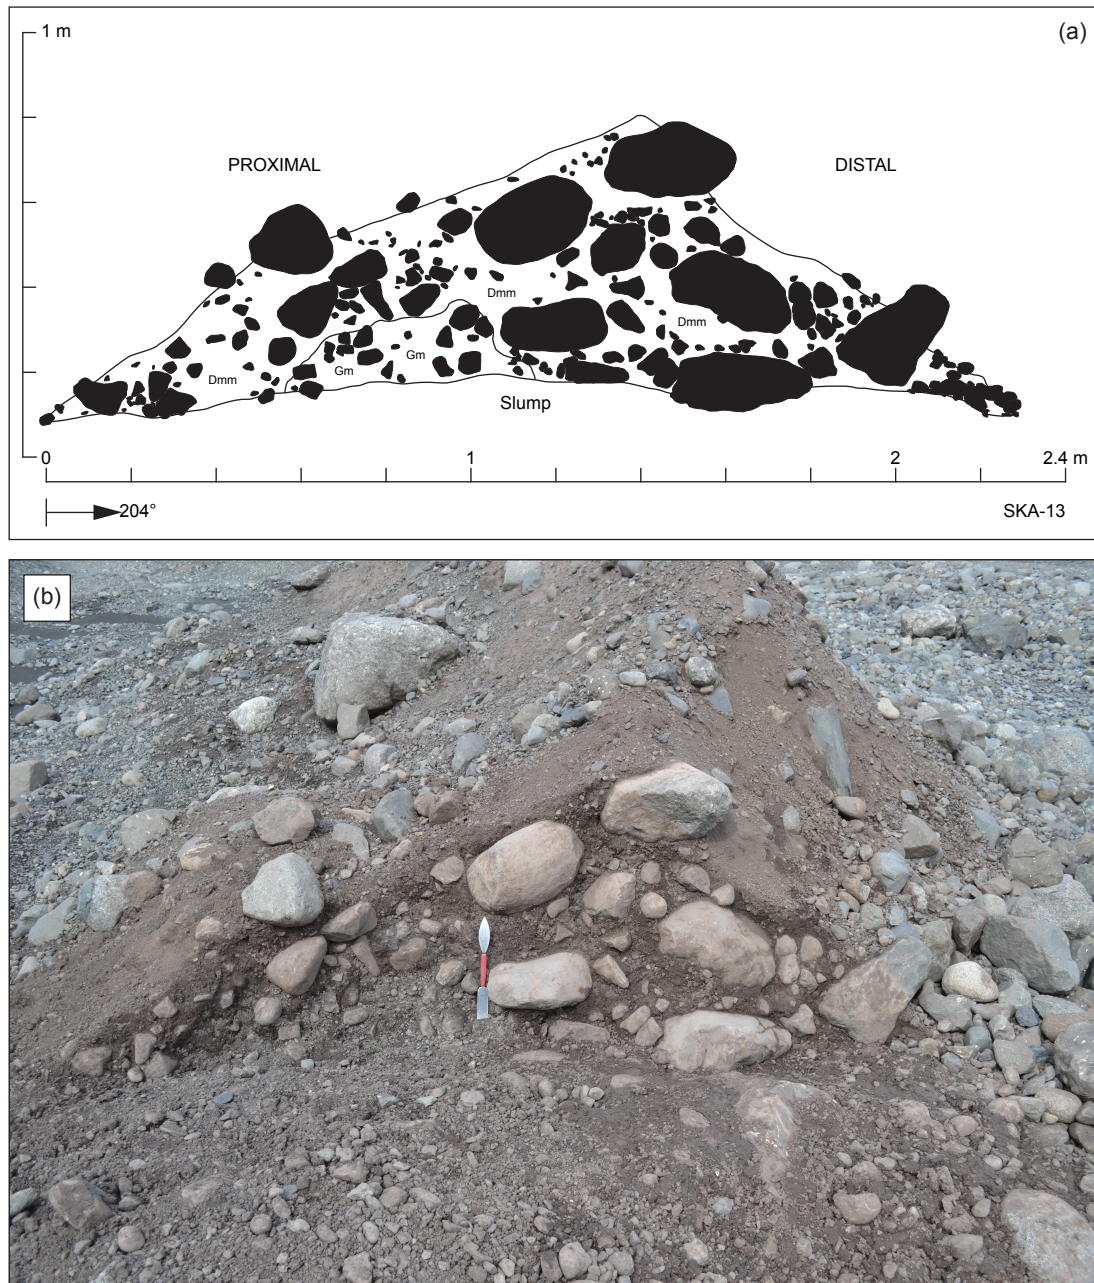 1 m
(a)
PROXIMAL
DISTAL
Dmm
Dmm
Gm
Gm
Dmm
Slump
0
1
2
2.4 m
204°
SKA-13
(b)